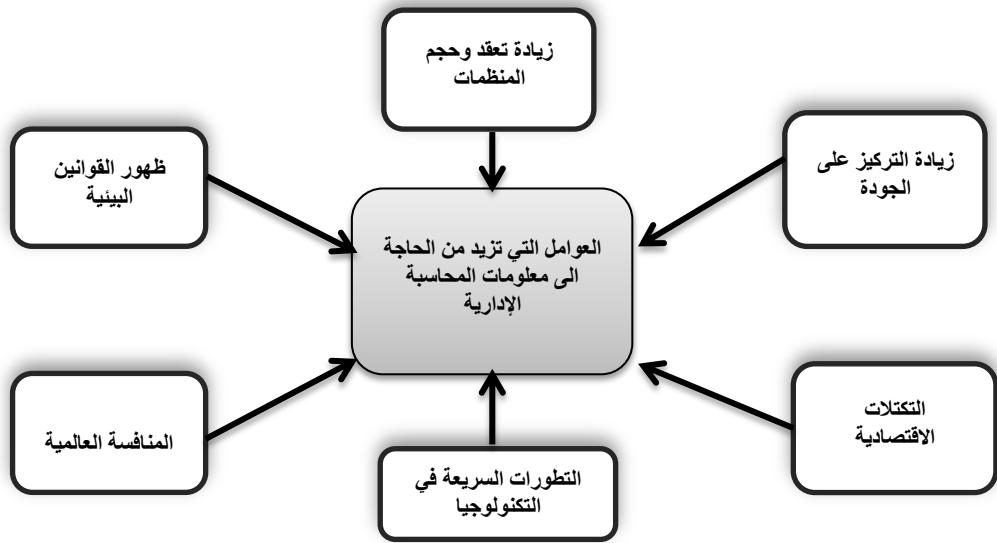 زيادة تعقد وحجم
المنظمات
زيادة التركيز على
الجودة
ظهور القوانين
البيئية
العوامل التي تزيد من الحاجة
الى معلومات المحاسبة
الإدارية
التكتلات
الاقتصادية
المنافسة العالمية
التطورات السريعة في
التكنولوجيا